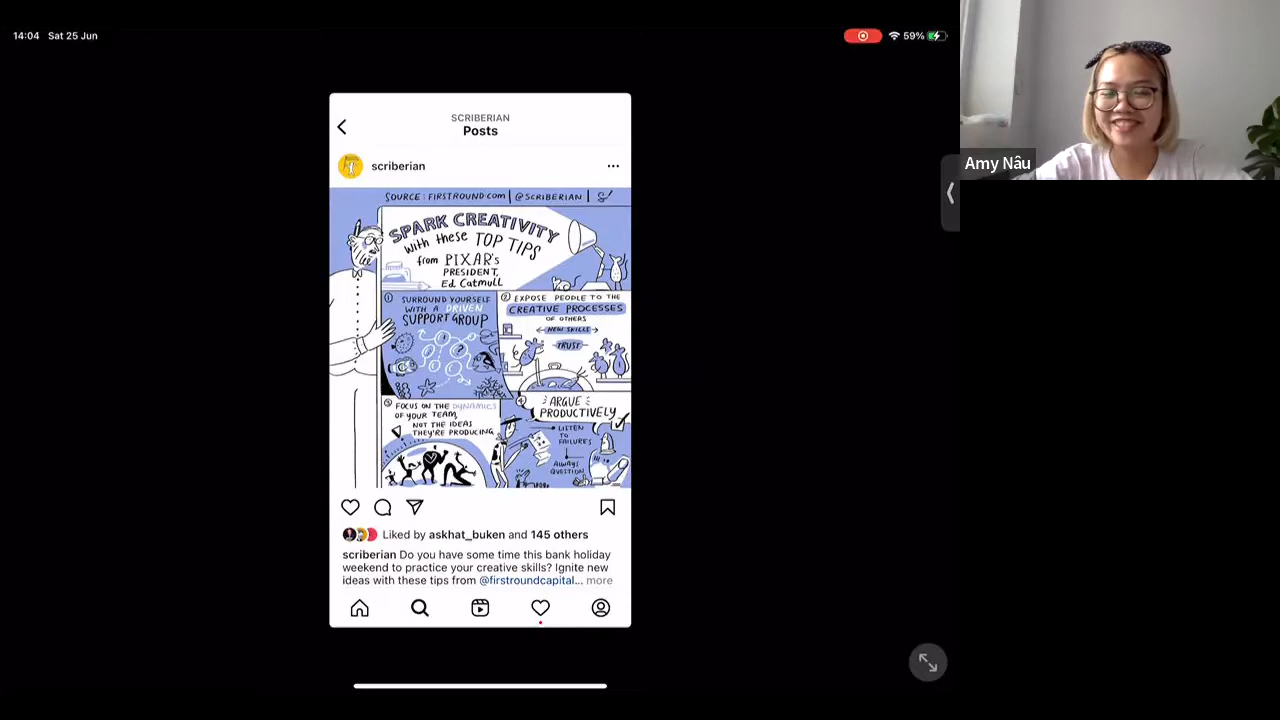 14:04 Sat 25 Jun
59%
SCRIBERIAN
Posts
scriberian
SOURCE: FIRSTROUND.COM | @SCRIBERIAN |
SPARK CREATIVITY
with these TOP TIPS
from PIXAR's
PRESIDENT,
Ed Catmull
1 SURROUND YOURSELF
WITH A DRIVEN
SUPPORT GROUP
2 EXPOSE PEOPLE TO THE
CREATIVE PROCESSES
OF OTHERS
NEW SKILLS
TRUST
3 FOCUS ON THE DYNAMICS
OF YOUR TEAM,
NOT THE IDEAS
THEY'RE PRODUCING
4 ARGUE
PRODUCTIVELY
LISTEN
TO
FAILURES
ALWAYS
QUESTION
Liked by askhat_buken and 145 others
scriberian Do you have some time this bank holiday
weekend to practice your creative skills? Ignite new
ideas with these tips from @firstroundcapital... more
Amy Nâu